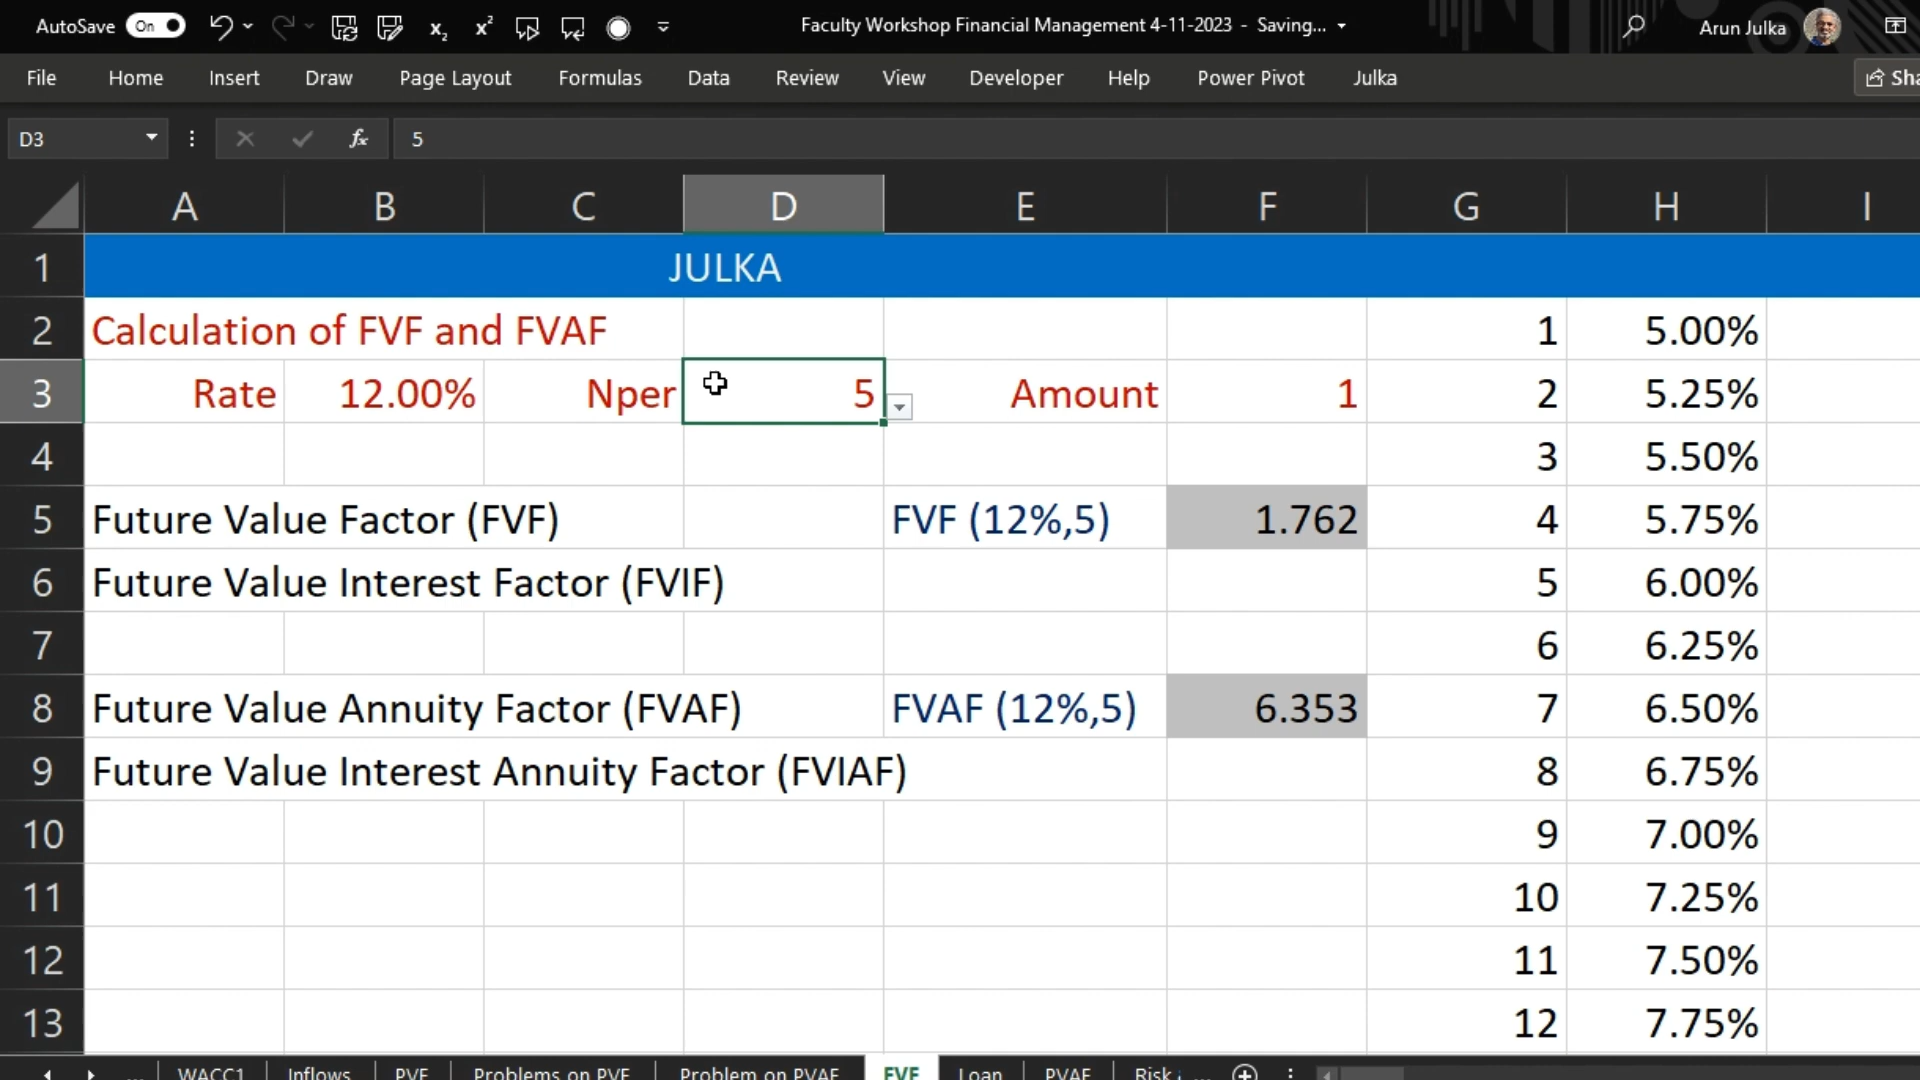 AutoSave On Faculty Workshop Financial Management 4-11-2023 - Saving... Arun Julka
File Home Insert Draw Page Layout Formulas Data Review View Developer Help Power Pivot Julka
D3 fx 5
A B C D E F G H I
1 JULKA
2 Calculation of FVF and FVAF 1 5.00%
3 Rate 12.00% Nper 5 Amount 1 2 5.25%
4 3 5.50%
5 Future Value Factor (FVF) FVF (12%,5) 1.762 4 5.75%
6 Future Value Interest Factor (FVIF) 5 6.00%
7 6 6.25%
8 Future Value Annuity Factor (FVAF) FVAF (12%,5) 6.353 7 6.50%
9 Future Value Interest Annuity Factor (FVIAF) 8 6.75%
10 9 7.00%
11 10 7.25%
12 11 7.50%
13 12 7.75%
... WACC1 Inflows PVF Problems on PVF Problem on PVAF FVF Loan PVAF Risk ...